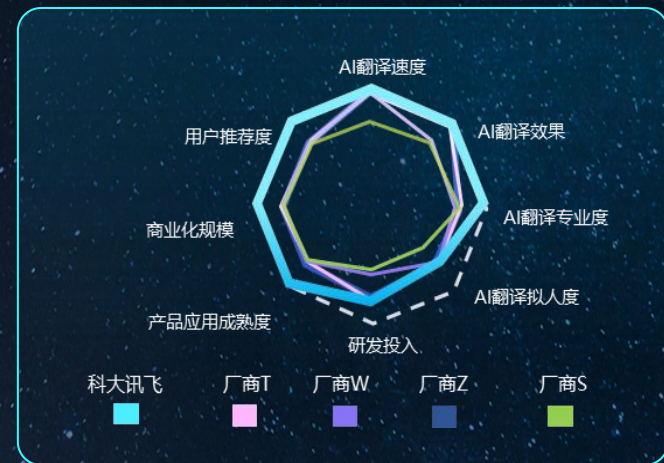 AI翻译速度
用户推荐度
AI翻译效果
商业化规模
AI翻译专业度
产品应用成熟度
AI翻译拟人度
研发投入
科大讯飞 厂商T 厂商W 厂商Z 厂商S